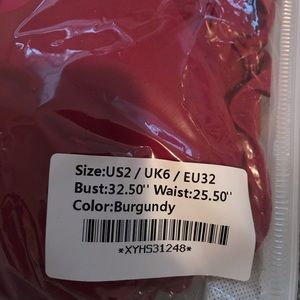 Size:US2 / UK6 / EU32
Bust:32.50'' Waist:25.50''
Color:Burgundy
*XYHS31248*